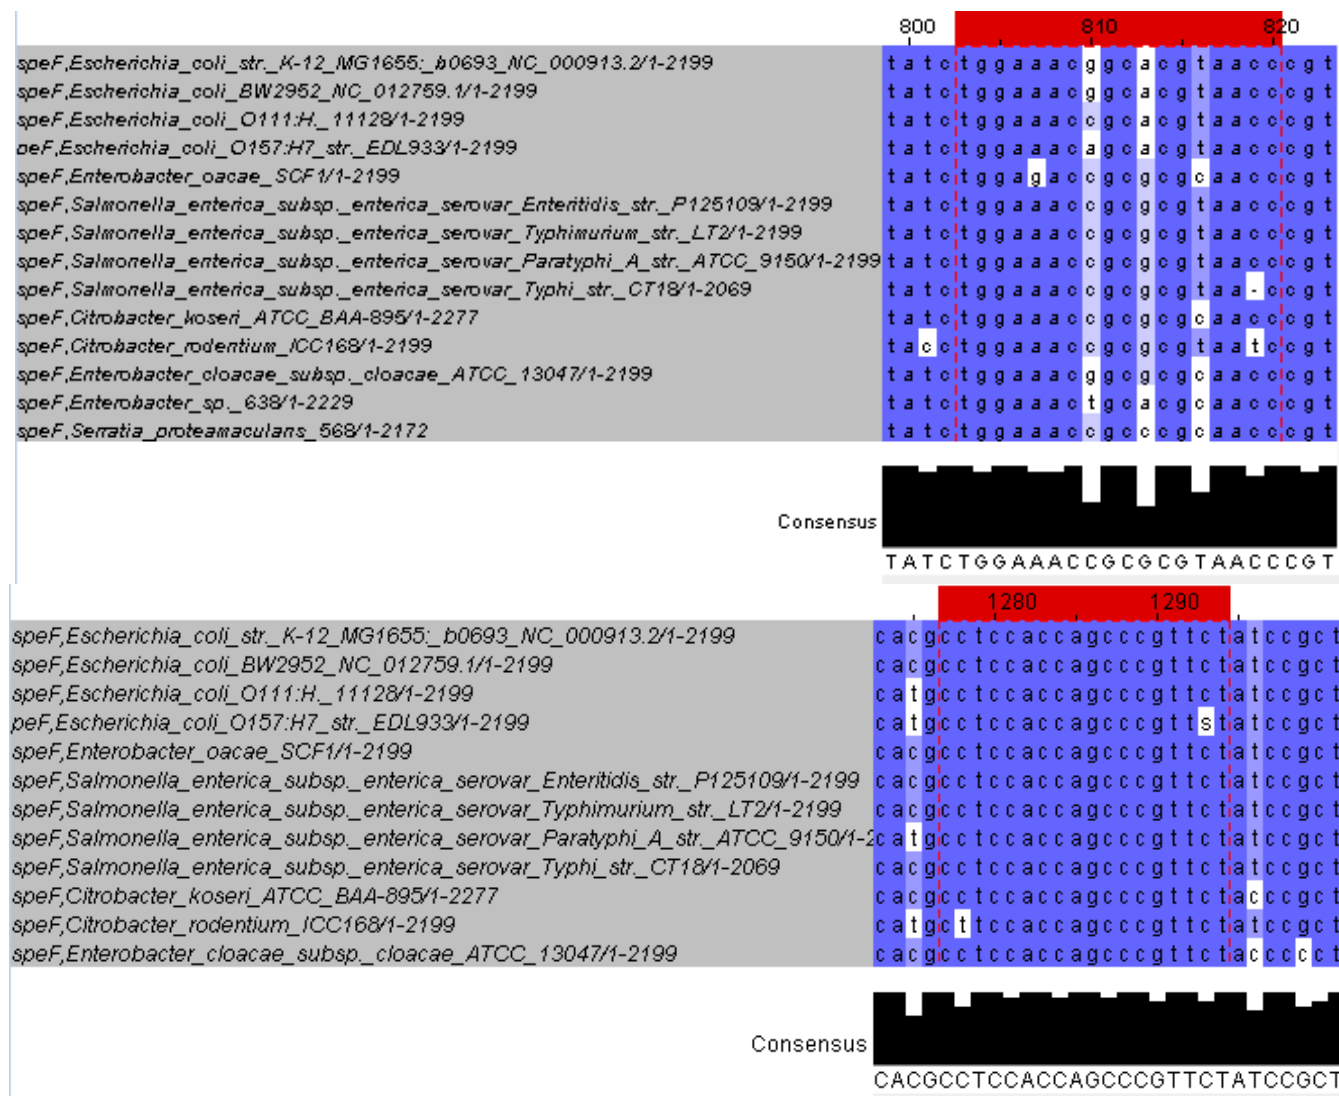 800 810 820
speF,Escherichia_coli_str._K-12_MG1655:_b0693_NC_000913.2/1-2199 tatctggaaacggcacgtaacccgt
speF,Escherichia_coli_BW2952_NC_012759.1/1-2199 tatctggaaacggcacgtaacccgt
speF,Escherichia_coli_O111:H._11128/1-2199 tatctggaaaccgcacgtaacccgt
peF,Escherichia_coli_O157:H7_str._EDL933/1-2199 tatctggaaacagcacgtaacccgt
speF,Enterobacter_oacae_SCF1/1-2199 tatctggagaccgcgcgcaacccgt
speF,Salmonella_enterica_subsp._enterica_serovar_Enteritidis_str._P125109/1-2199 tatctggaaaccgcgcgtaacccgt
speF,Salmonella_enterica_subsp._enterica_serovar_Typhimurium_str._LT2/1-2199 tatctggaaaccgcgcgtaacccgt
speF,Salmonella_enterica_subsp._enterica_serovar_Paratyphi_A_str._ATCC_9150/1-2199 tatctggaaaccgcgcgtaacccgt
speF,Salmonella_enterica_subsp._enterica_serovar_Typhi_str._CT18/1-2069 tatctggaaaccgcgcgtaa-ccgt
speF,Citrobacter_koseri_ATCC_BAA-895/1-2277 tatctggaaaccgcgcgcaacccgt
speF,Citrobacter_rodentium_ICC168/1-2199 tacctggaaaccgcgcgtaatccgt
speF,Enterobacter_cloacae_subsp._cloacae_ATCC_13047/1-2199 tatctggaaacggcgcgcaacccgt
speF,Enterobacter_sp._638/1-2229 tatctggaaactgcacgcaacccgt
speF,Serratia_proteamaculans_568/1-2172 tatctggaaaccgcccgcaacccgt
Consensus
TATCTGGAAACCGCGCGTAACCCGT
1280 1290
speF,Escherichia_coli_str._K-12_MG1655:_b0693_NC_000913.2/1-2199 cacgcctccaccagcccgttctatccgct
speF,Escherichia_coli_BW2952_NC_012759.1/1-2199 cacgcctccaccagcccgttctatccgct
speF,Escherichia_coli_O111:H._11128/1-2199 catgcctccaccagcccgttctatccgct
peF,Escherichia_coli_O157:H7_str._EDL933/1-2199 catgcctccaccagcccgttstatccgct
speF,Enterobacter_oacae_SCF1/1-2199 cacgcctccaccagcccgttctatccgct
speF,Salmonella_enterica_subsp._enterica_serovar_Enteritidis_str._P125109/1-2199 cacgcctccaccagcccgttctatccgct
speF,Salmonella_enterica_subsp._enterica_serovar_Typhimurium_str._LT2/1-2199 cacgcctccaccagcccgttctatccgct
speF,Salmonella_enterica_subsp._enterica_serovar_Paratyphi_A_str._ATCC_9150/1-2 catgcctccaccagcccgttctatccgct
speF,Salmonella_enterica_subsp._enterica_serovar_Typhi_str._CT18/1-2069 cacgcctccaccagcccgttctatccgct
speF,Citrobacter_koseri_ATCC_BAA-895/1-2277 cacgcctccaccagcccgttctacccgct
speF,Citrobacter_rodentium_ICC168/1-2199 catgcttccaccagcccgttctatccgct
speF,Enterobacter_cloacae_subsp._cloacae_ATCC_13047/1-2199 cacgcctccaccagcccgttctaccccct
Consensus
CACGCCTCCACCAGCCCGTTCTATCCGCT